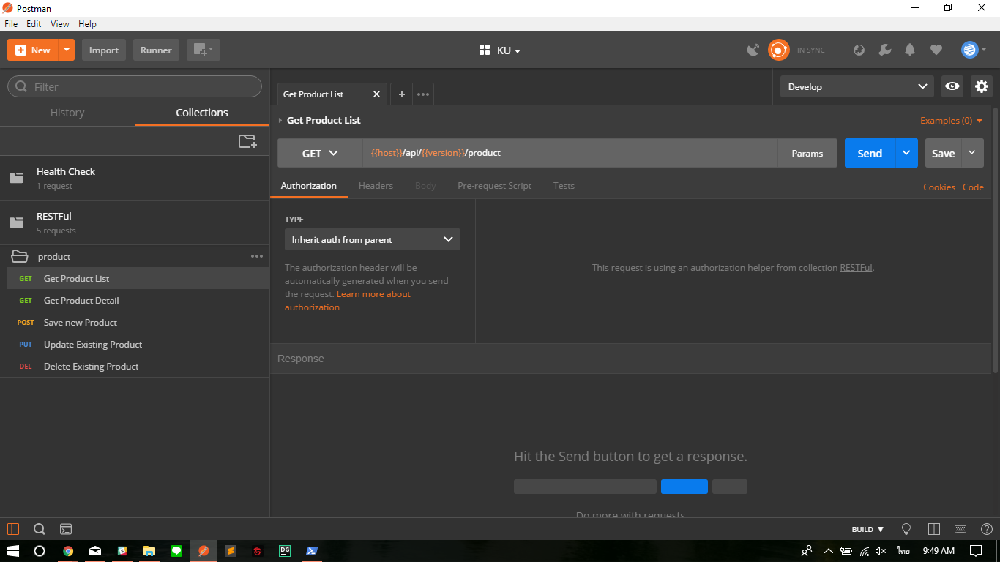 Postman
File Edit View Help
New
Import
Runner
KU
IN SYNC
Filter
History
Collections
Health Check
1 request
RESTFul
5 requests
product
GET Get Product List
GET Get Product Detail
POST Save new Product
PUT Update Existing Product
DEL Delete Existing Product
Get Product List
Develop
Get Product List
Examples (0)
GET
{{host}}/api/{{version}}/product
Params
Send
Save
Authorization
Headers
Body
Pre-request Script
Tests
Cookies
Code
TYPE
Inherit auth from parent
The authorization header will be
automatically generated when you send
the request. Learn more about
authorization
This request is using an authorization helper from collection RESTFul.
Response
Hit the Send button to get a response.
Do more with requests
BUILD
DG
ไทย
9:49 AM